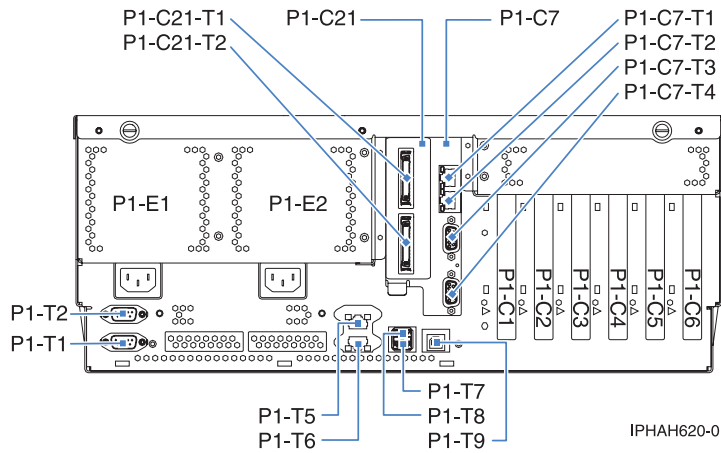 P1-C21-T1
P1-C21
P1-C7
P1-C7-T1
P1-C21-T2
P1-C7-T2
P1-C7-T3
P1-C7-T4
P1-E1
P1-E2
P1-C1
P1-C2
P1-C3
P1-C4
P1-C5
P1-C6
P1-T2
P1-T1
P1-T7
P1-T5
P1-T8
P1-T6
P1-T9
IPHAH620-0